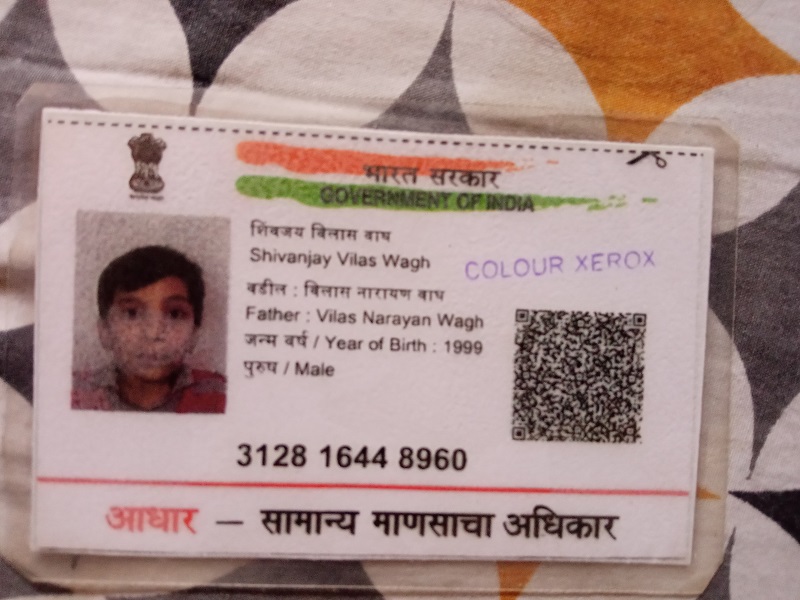 भारत सरकार
GOVERNMENT OF INDIA
शिवजय विलास वाघ
Shivanjay Vilas Wagh
COLOUR XEROX
वडील : विलास नारायण वाघ
Father : Vilas Narayan Wagh
जन्म वर्ष / Year of Birth : 1999
पुरुष / Male
3128 1644 8960
आधार — सामान्य माणसाचा अधिकार